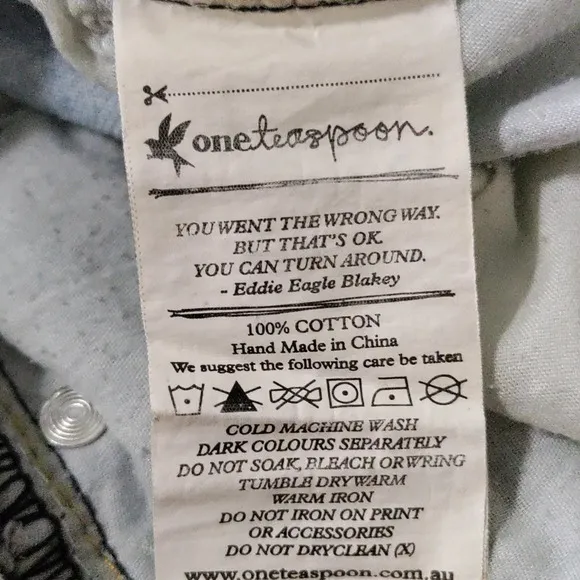 oneteaspoon.
YOU WENT THE WRONG WAY.
BUT THAT'S OK.
YOU CAN TURN AROUND.
- Eddie Eagle Blakey
100% COTTON
Hand Made in China
We suggest the following care be taken
COLD MACHINE WASH
DARK COLOURS SEPARATELY
DO NOT SOAK, BLEACH OR WRING
TUMBLE DRY WARM
WARM IRON
DO NOT IRON ON PRINT
OR ACCESSORIES
DO NOT DRYCLEAN (X)
www.oneteaspoon.com.au